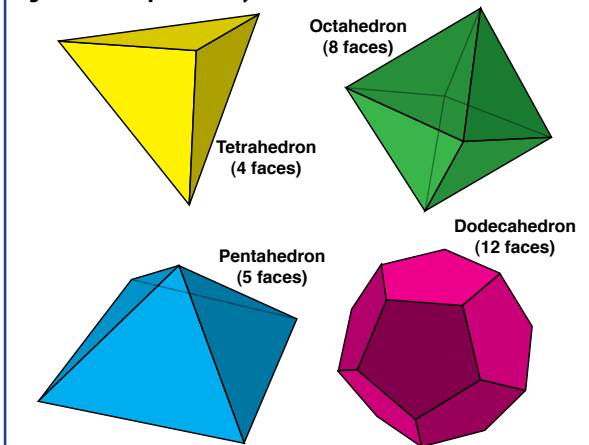 Octahedron
(8 faces)
Tetrahedron
(4 faces)
Dodecahedron
(12 faces)
Pentahedron
(5 faces)